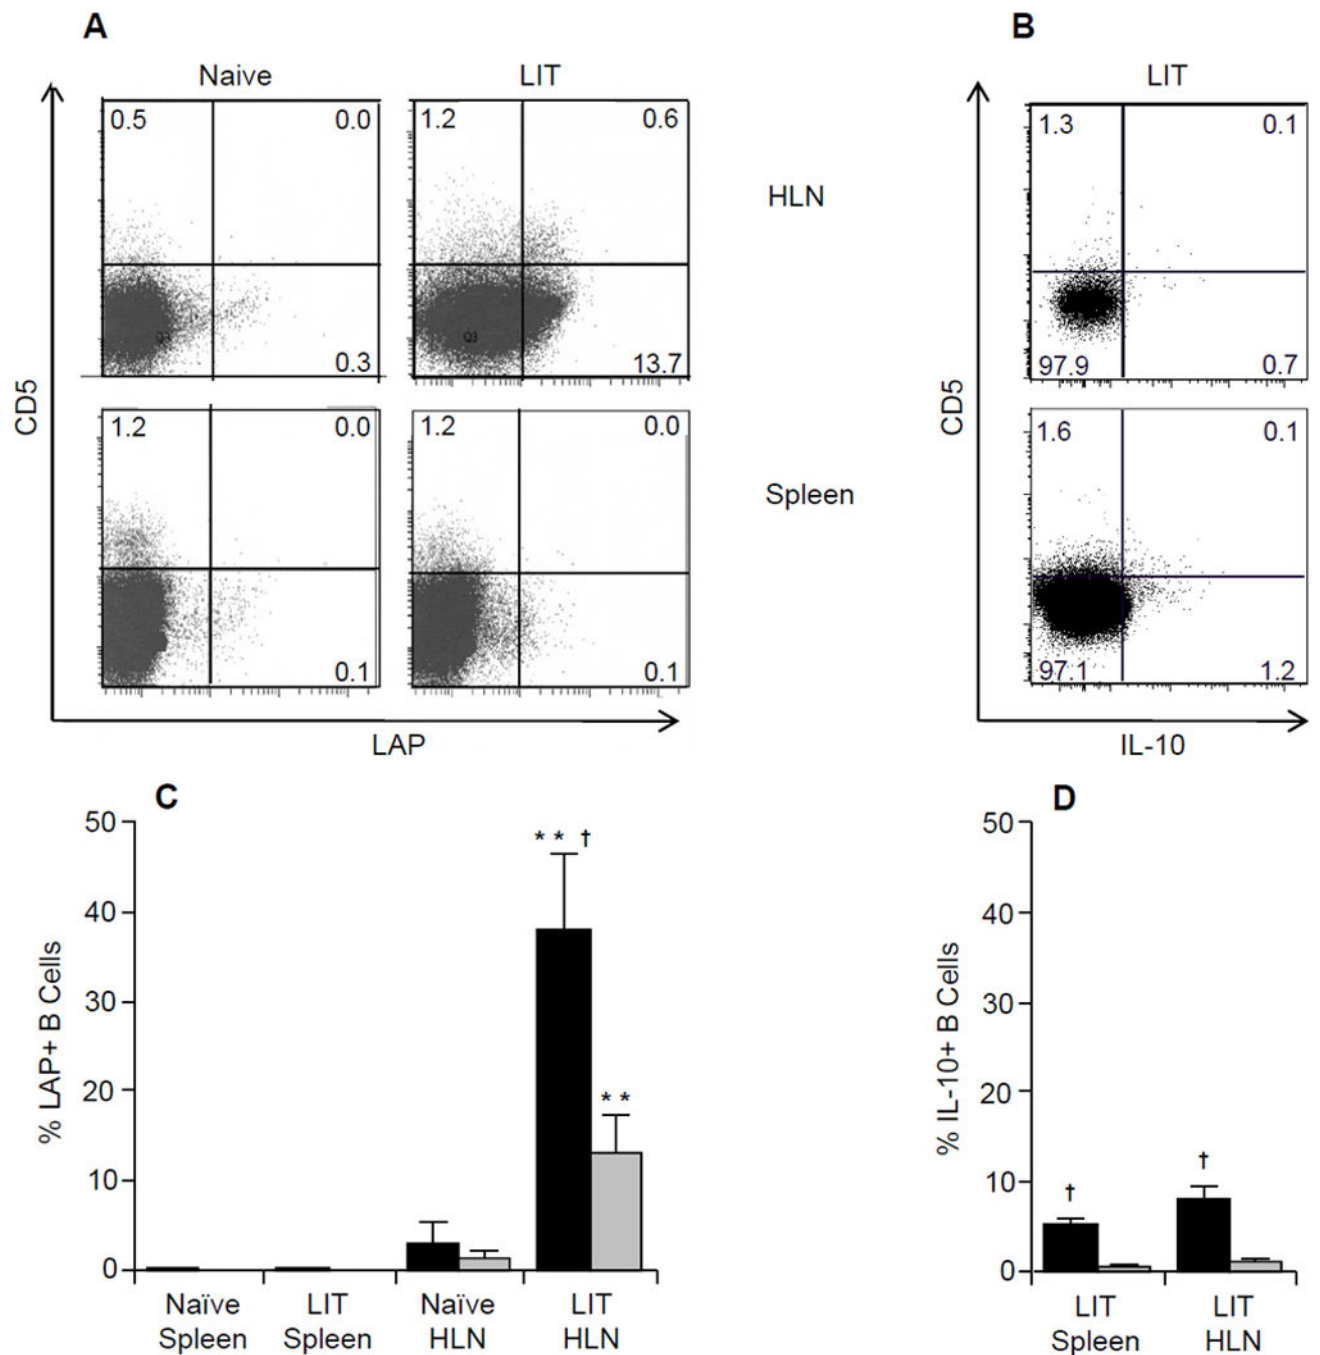 A
B
Naive
LIT
LIT
0.5
0.0
1.2
0.6
1.3
0.1
HLN
Q3
Q3
0.3
13.7
97.9
0.7
CD5
CD5
1.2
0.0
1.2
0.0
1.6
0.1
Spleen
0.1
0.1
97.1
1.2
LAP
IL-10
C
50
40
30
20
10
0
% LAP+ B Cells
* * †
* *
Naïve
Spleen
LIT
Spleen
Naïve
HLN
LIT
HLN
D
50
40
30
20
10
0
% IL-10+ B Cells
†
†
LIT
Spleen
LIT
HLN